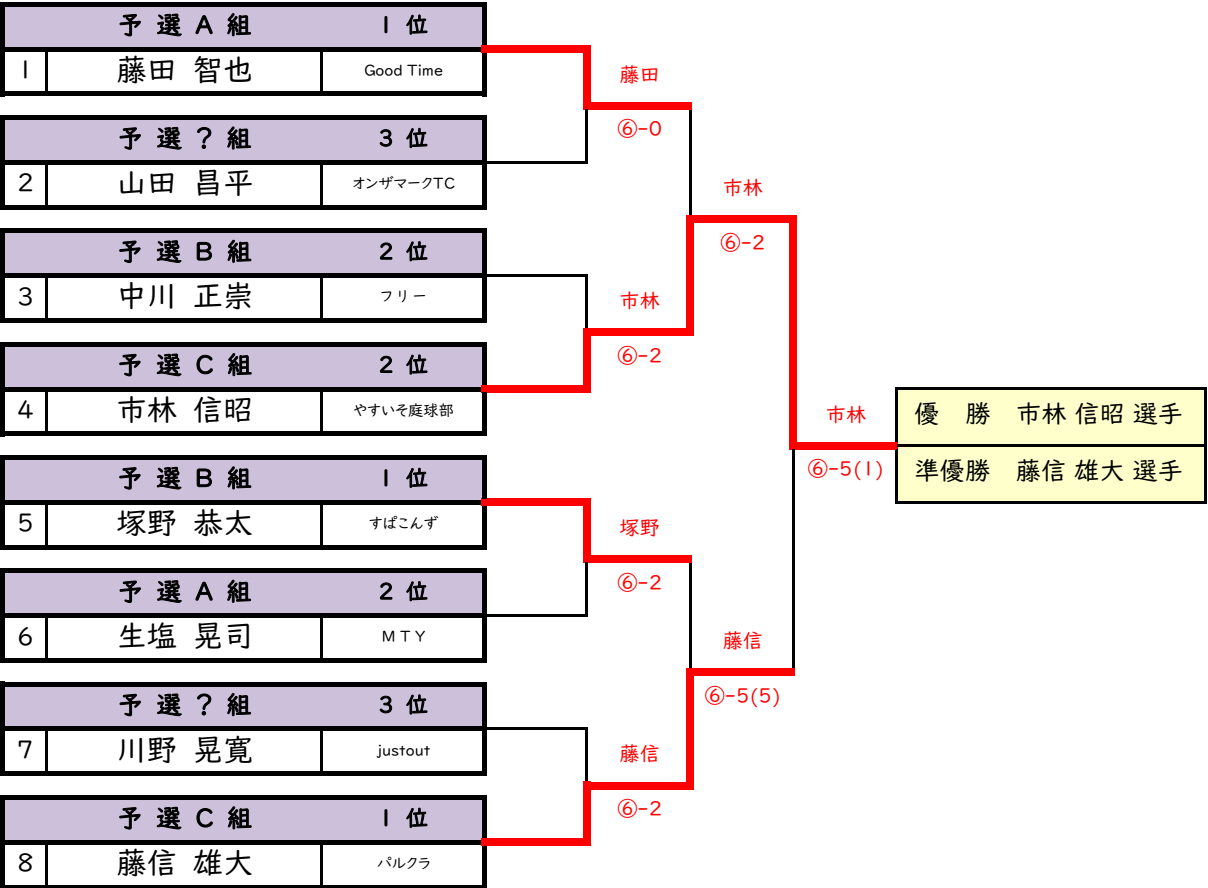 予 選 A 組 1 位
1 藤田 智也 Good Time
予 選 ? 組 3 位
2 山田 昌平 オンザマークTC
予 選 B 組 2 位
3 中川 正崇 フリー
予 選 C 組 2 位
4 市林 信昭 やすいそ庭球部
予 選 B 組 1 位
5 塚野 恭太 すぱこんず
予 選 A 組 2 位
6 生塩 晃司 MTY
予 選 ? 組 3 位
7 川野 晃寛 justout
予 選 C 組 1 位
8 藤信 雄大 パルクラ
藤田
⑥-0
市林
⑥-2
塚野
⑥-2
藤信
⑥-2
市林
⑥-2
藤信
⑥-5(5)
市林
⑥-5(1)
優 勝 市林 信昭 選手
準優勝 藤信 雄大 選手